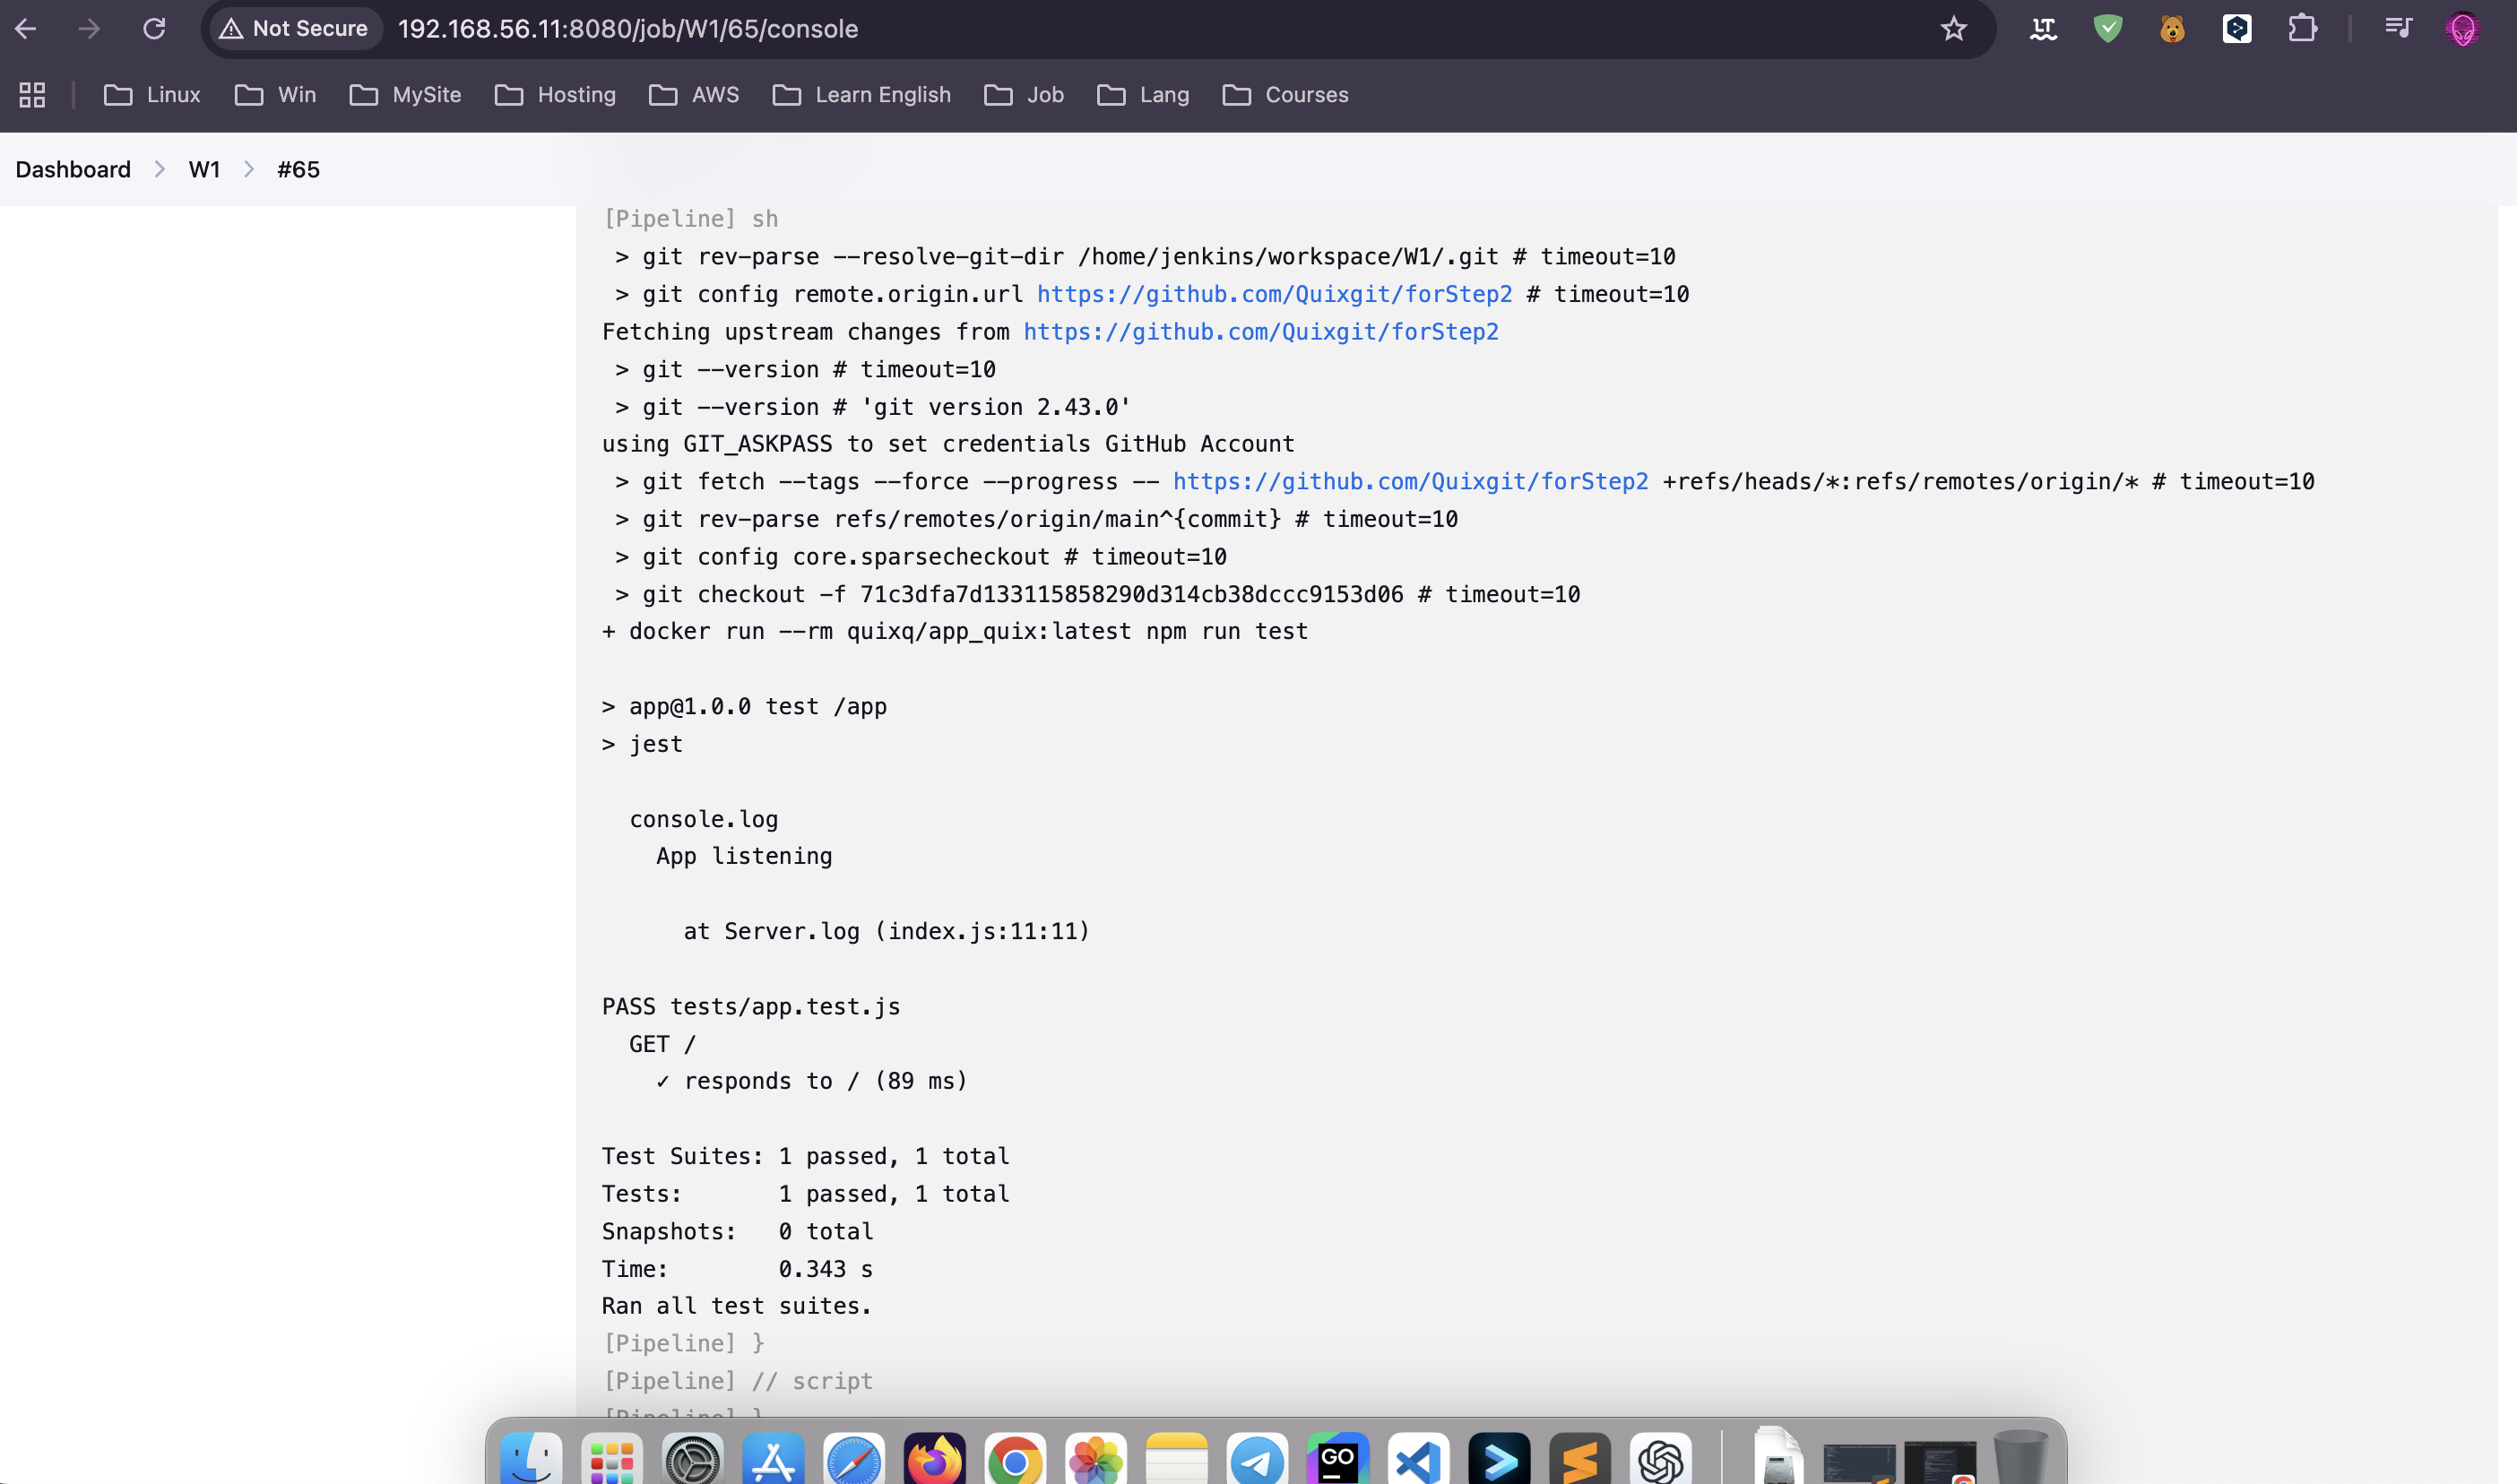 Not Secure 192.168.56.11:8080/job/W1/65/console
Linux Win MySite Hosting AWS Learn English Job Lang Courses
Dashboard > W1 > #65
[Pipeline] sh
> git rev-parse --resolve-git-dir /home/jenkins/workspace/W1/.git # timeout=10
> git config remote.origin.url https://github.com/Quixgit/forStep2 # timeout=10
Fetching upstream changes from https://github.com/Quixgit/forStep2
> git --version # timeout=10
> git --version # 'git version 2.43.0'
using GIT_ASKPASS to set credentials GitHub Account
> git fetch --tags --force --progress -- https://github.com/Quixgit/forStep2 +refs/heads/*:refs/remotes/origin/* # timeout=10
> git rev-parse refs/remotes/origin/main^{commit} # timeout=10
> git config core.sparsecheckout # timeout=10
> git checkout -f 71c3dfa7d133115858290d314cb38dccc9153d06 # timeout=10
+ docker run --rm quixq/app_quix:latest npm run test
> app@1.0.0 test /app
> jest
console.log
App listening
at Server.log (index.js:11:11)
PASS tests/app.test.js
GET /
✓ responds to / (89 ms)
Test Suites: 1 passed, 1 total
Tests: 1 passed, 1 total
Snapshots: 0 total
Time: 0.343 s
Ran all test suites.
[Pipeline] }
[Pipeline] // script
[Pipeline] }
GO